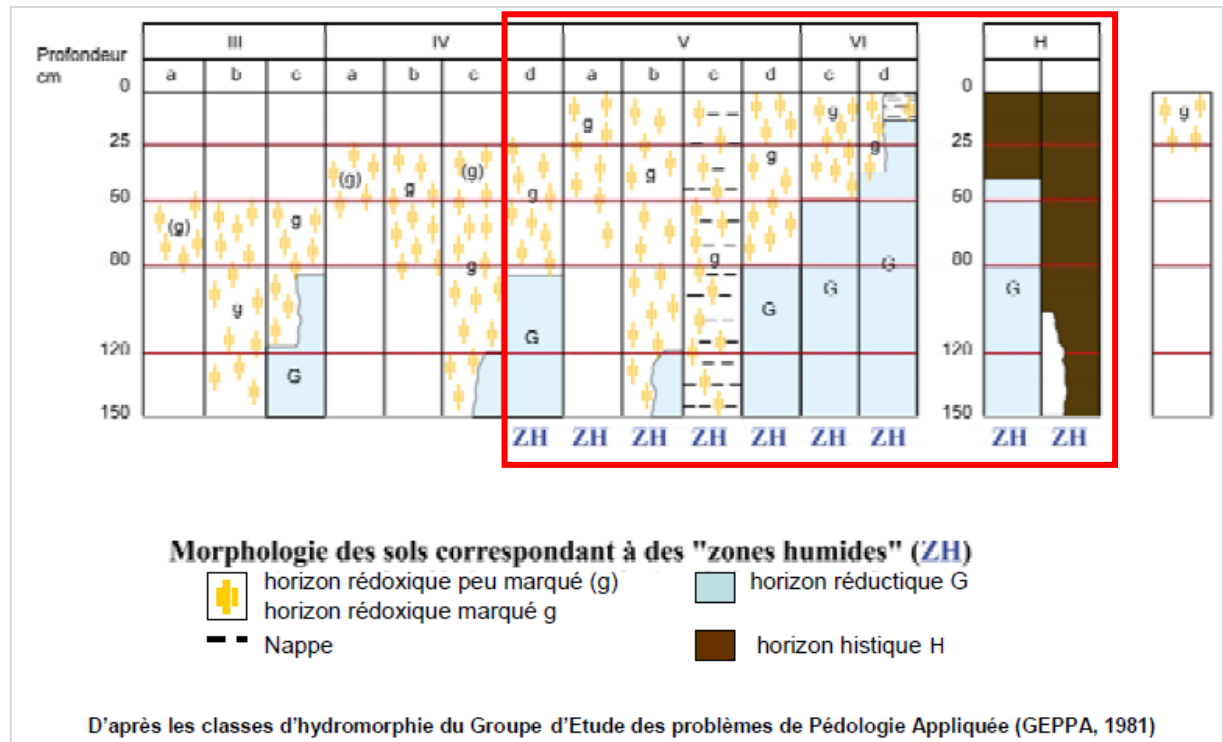 III IV V VI H
Profondeur
cm
a b c a b c d a b c d c d
0 0
g g g
25 25
(g) g (g) g g g g
50 50
(g) g g
80 80
g g g G G G G G
120 120
G
150 150
ZH ZH ZH ZH ZH ZH ZH ZH ZH
Morphologie des sols correspondant à des "zones humides" (ZH)
horizon rédoxique peu marqué (g)
horizon réductique G
horizon rédoxique marqué g
Nappe
horizon histique H
D'après les classes d'hydromorphie du Groupe d'Etude des problèmes de Pédologie Appliquée (GEPPA, 1981)